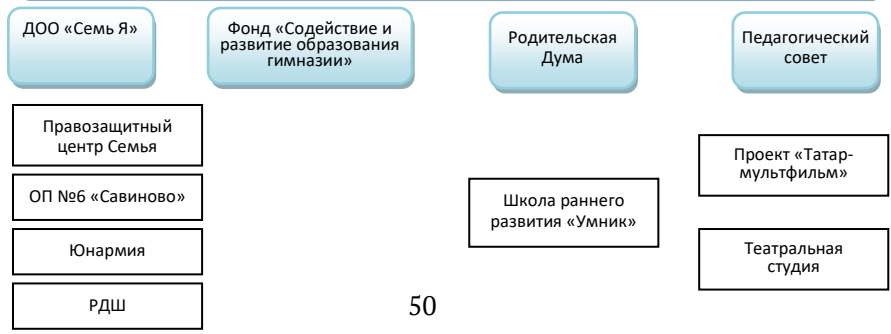 ДОО «Семь Я»
Фонд «Содействие и
развитие образования
гимназии»
Родительская
Дума
Педагогический
совет
Правозащитный
центр Семья
ОП №6 «Савиново»
Юнармия
РДШ
Школа раннего
развития «Умник»
Проект «Татар-
мультфильм»
Театральная
студия
50